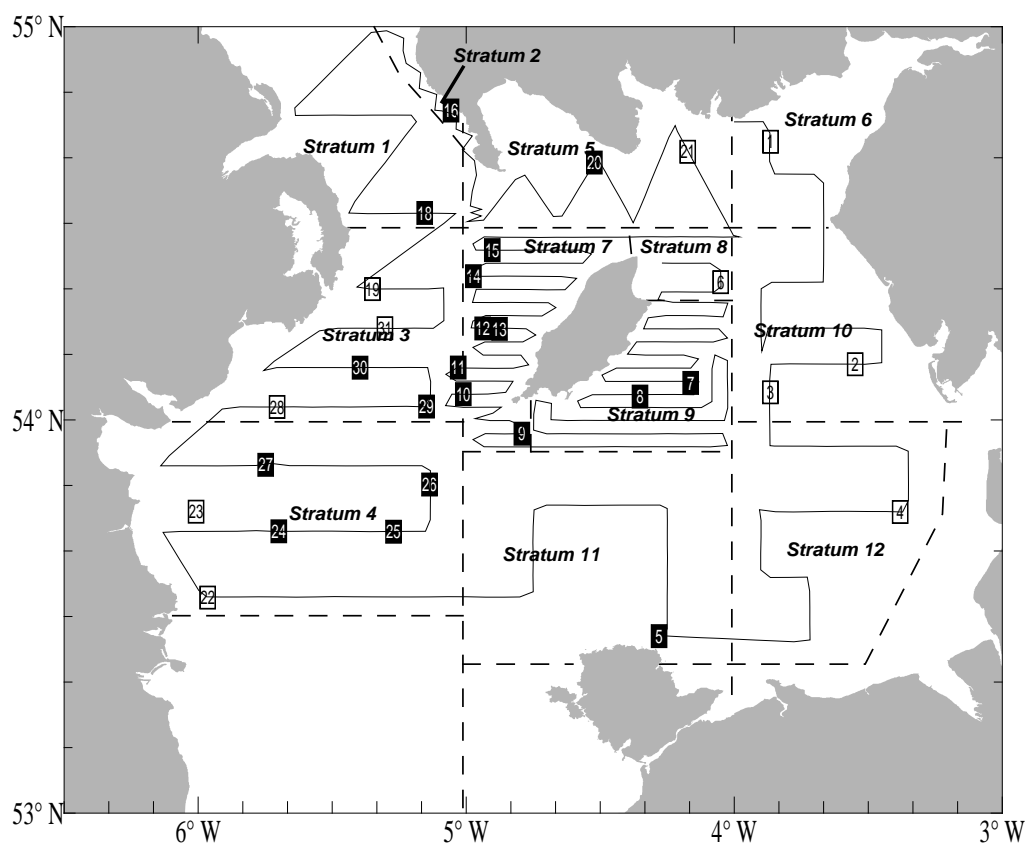 55° N
Stratum 2
16
Stratum 6
1
Stratum 1
Stratum 5
20
21
18
15
Stratum 7
Stratum 8
14
6
19
31
12
13
Stratum 3
Stratum 10
30
11
2
7
10
8
3
28
29
54° N
Stratum 9
9
27
26
23
Stratum 4
4
24
25
Stratum 11
Stratum 12
22
5
53° N
6° W
5° W
4° W
3° W